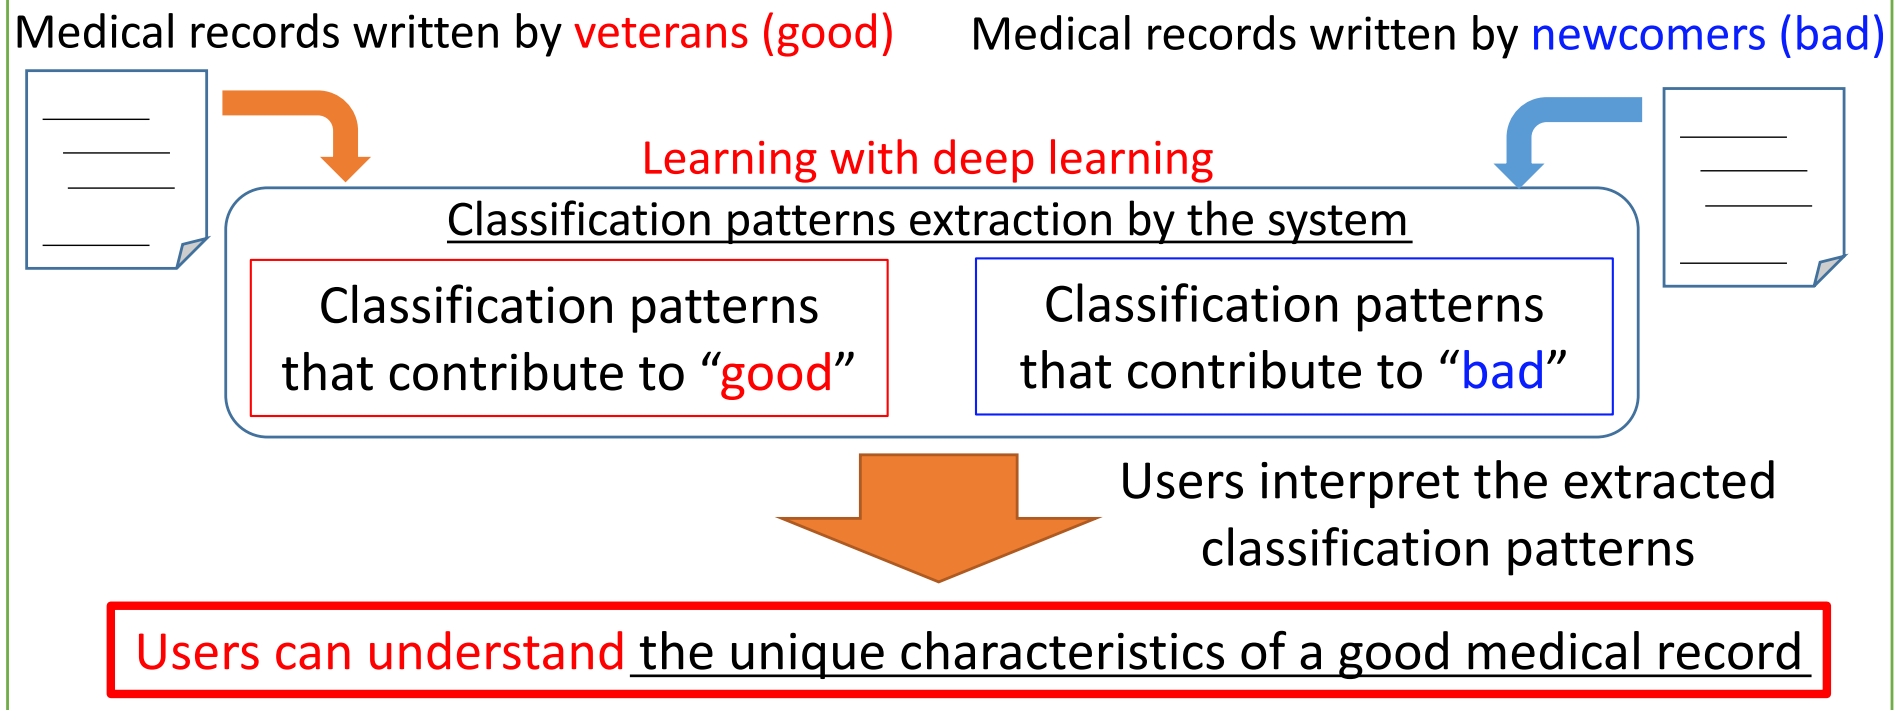 Medical records written by veterans (good)
Medical records written by newcomers (bad)
Learning with deep learning
Classification patterns extraction by the system
Classification patterns
that contribute to “good”
Classification patterns
that contribute to “bad”
Users interpret the extracted
classification patterns
Users can understand the unique characteristics of a good medical record